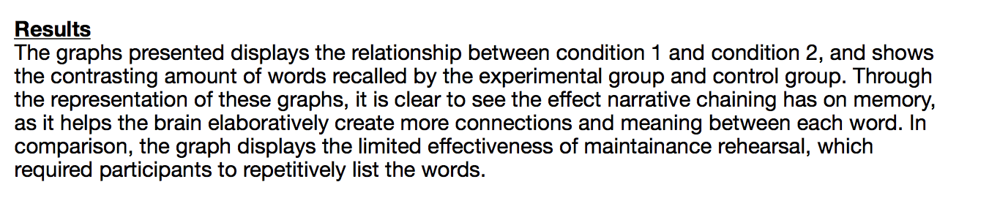 Results
The graphs presented displays the relationship between condition 1 and condition 2, and shows
the contrasting amount of words recalled by the experimental group and control group. Through
the representation of these graphs, it is clear to see the effect narrative chaining has on memory,
as it helps the brain elaboratively create more connections and meaning between each word. In
comparison, the graph displays the limited effectiveness of maintainance rehearsal, which
required participants to repetitively list the words.